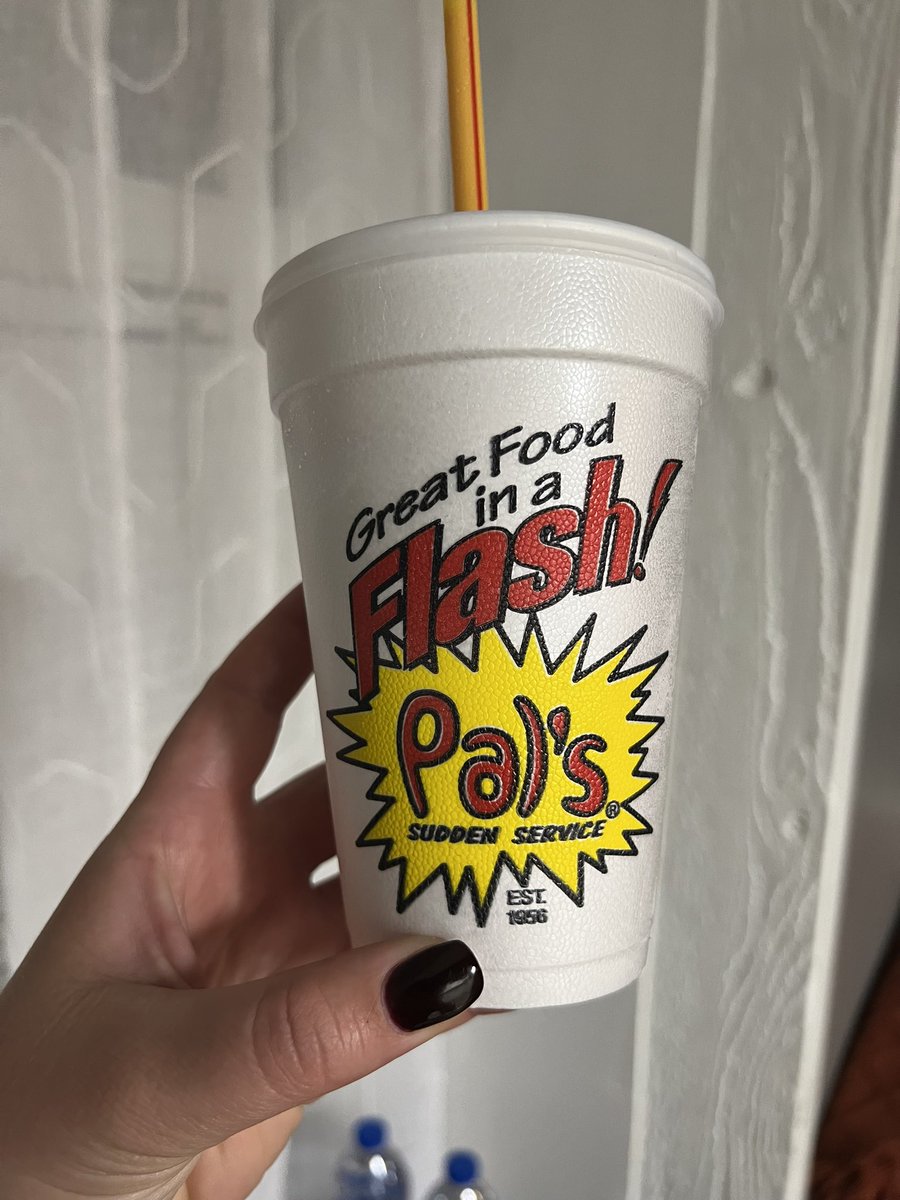 Great Food
in a
Flash!
Pal's®
SUDDEN SERVICE
EST.
1956